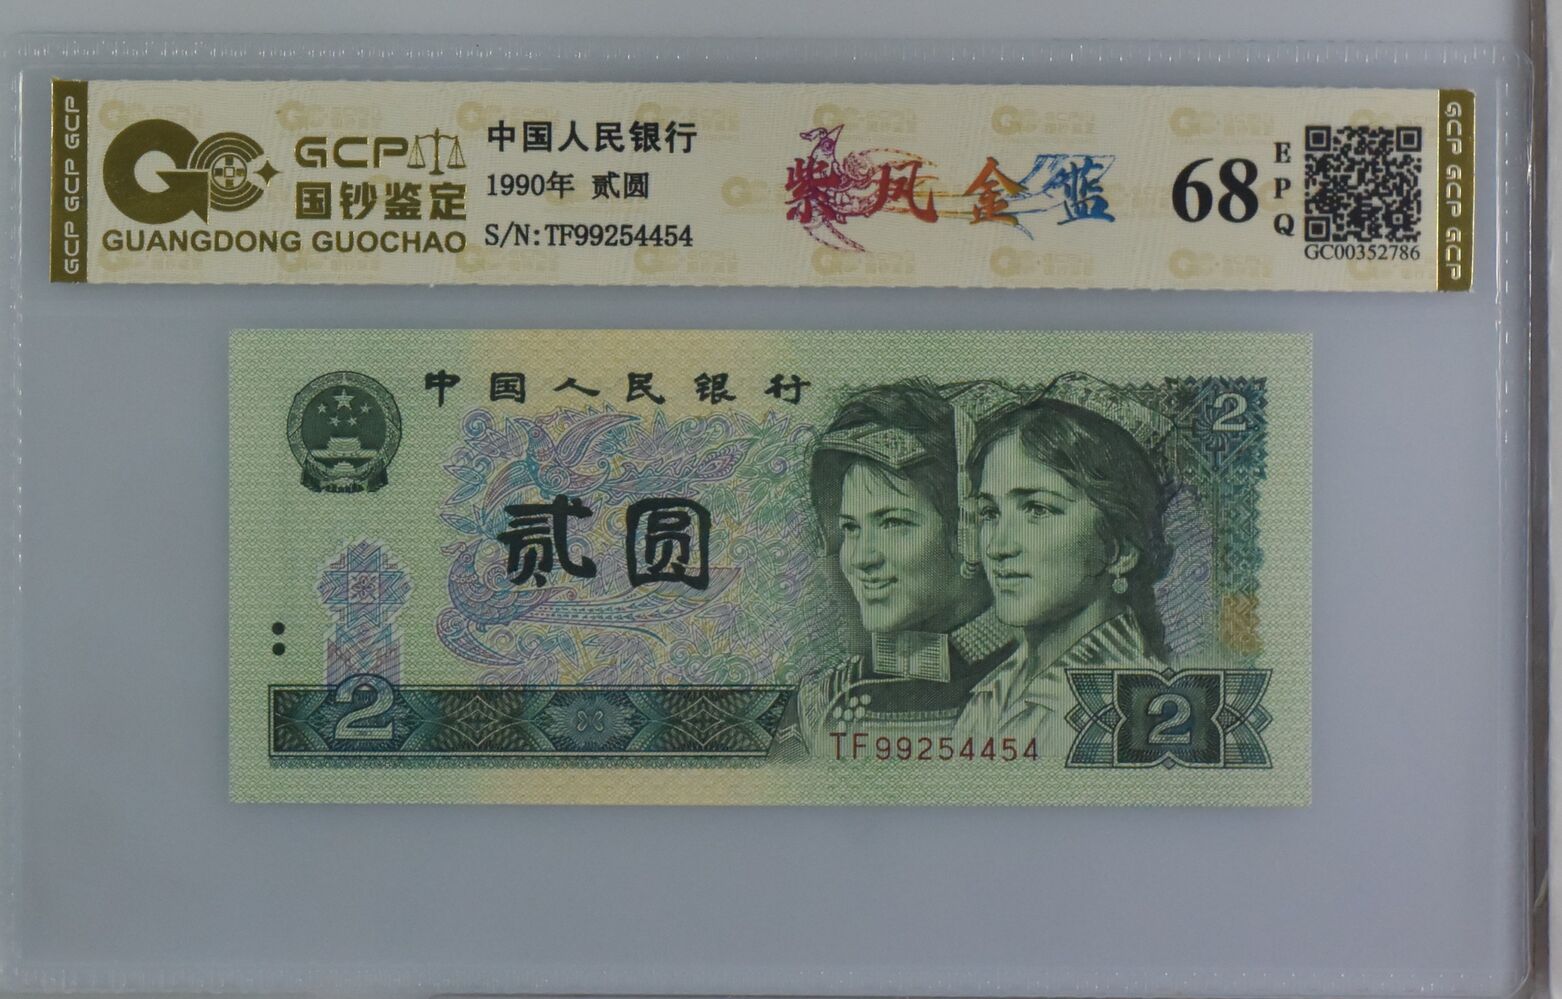 GCP GCP GCP
GCP
国钞鉴定
GUANGDONG GUOCHAO
中国人民银行
1990年 贰圆
S/N:TF99254454
紫凤金蓝
68
EPQ
GC00352786
GCP GCP GCP
中国人民银行
2
贰圆
2
TF99254454
2